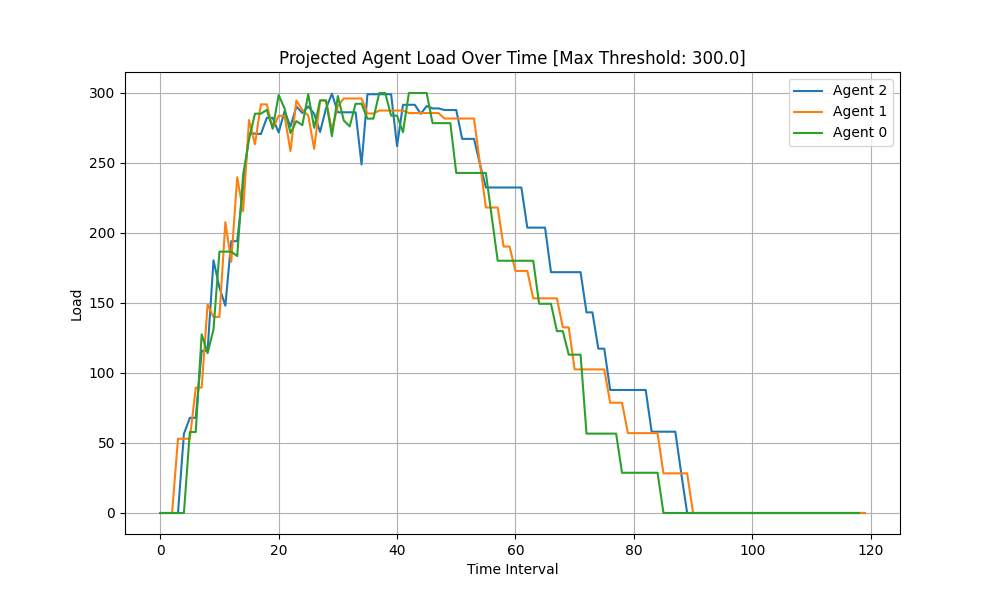 Projected Agent Load Over Time [Max Threshold: 300.0]
Agent 2
Agent 1
Agent 0
Load
300
250
200
150
100
50
0
0 20 40 60 80 100 120
Time Interval